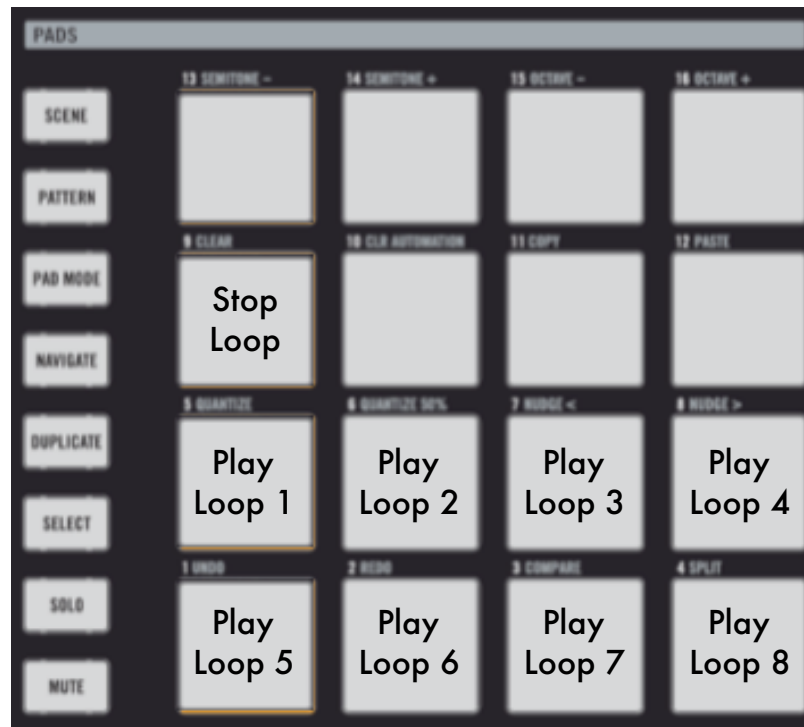 PADS
13 SEMITONE – 14 SEMITONE + 15 OCTAVE – 16 OCTAVE +
SCENE
PATTERN
9 CLEAR 10 CLR AUTOMATION 11 COPY 12 PASTE
PAD MODE
Stop
Loop
NAVIGATE
5 QUANTIZE 6 QUANTIZE 50% 7 NUDGE < 8 NUDGE >
DUPLICATE
Play Play Play Play
Loop 1 Loop 2 Loop 3 Loop 4
SELECT
1 UNDO 2 REDO 3 COMPARE 4 SPLIT
SOLO
Play Play Play Play
Loop 5 Loop 6 Loop 7 Loop 8
MUTE